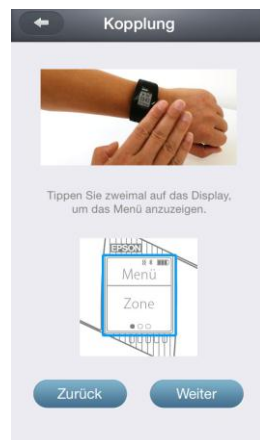 Kopplung
Tippen Sie zweimal auf das Display,
um das Menü anzuzeigen.
EPSON
Menü
Zone
Zurück
Weiter